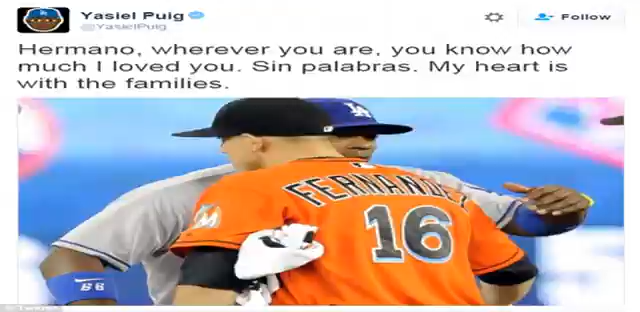 Yasiel Puig
@YasielPuig
Follow
Hermano, wherever you are, you know how
much I loved you. Sin palabras. My heart is
with the families.
LA
FERNANDEZ
16
66